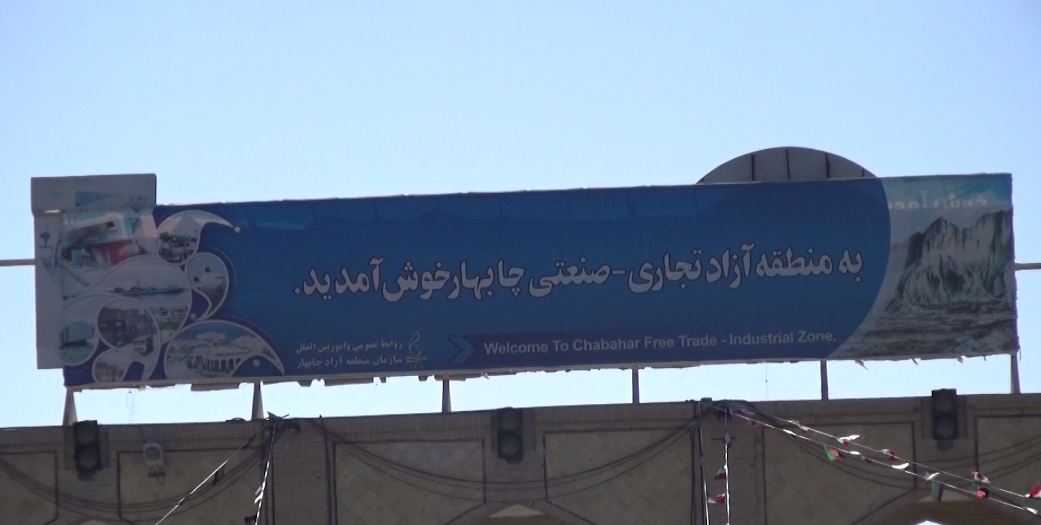 به منطقه آزاد تجاری - صنعتی چابهار خوش آمدید.
Welcome To Chabahar Free Trade - Industrial Zone.
روابط عمومی و امور بین الملل
سازمان منطقه آزاد چابهار